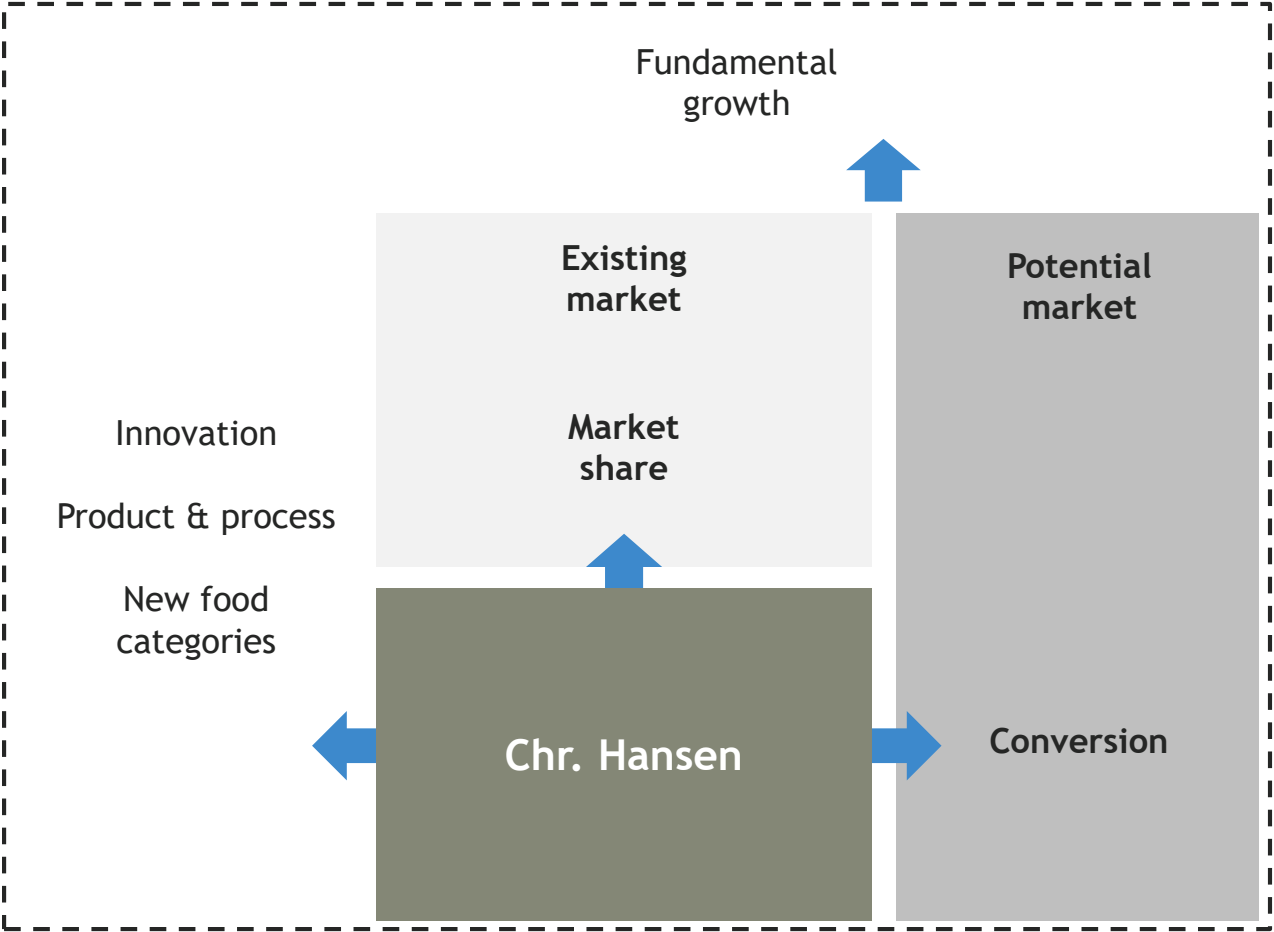 Fundamental
growth
Existing
market
Potential
market
Market
share
Innovation
Product & process
New food
categories
Chr. Hansen
Conversion